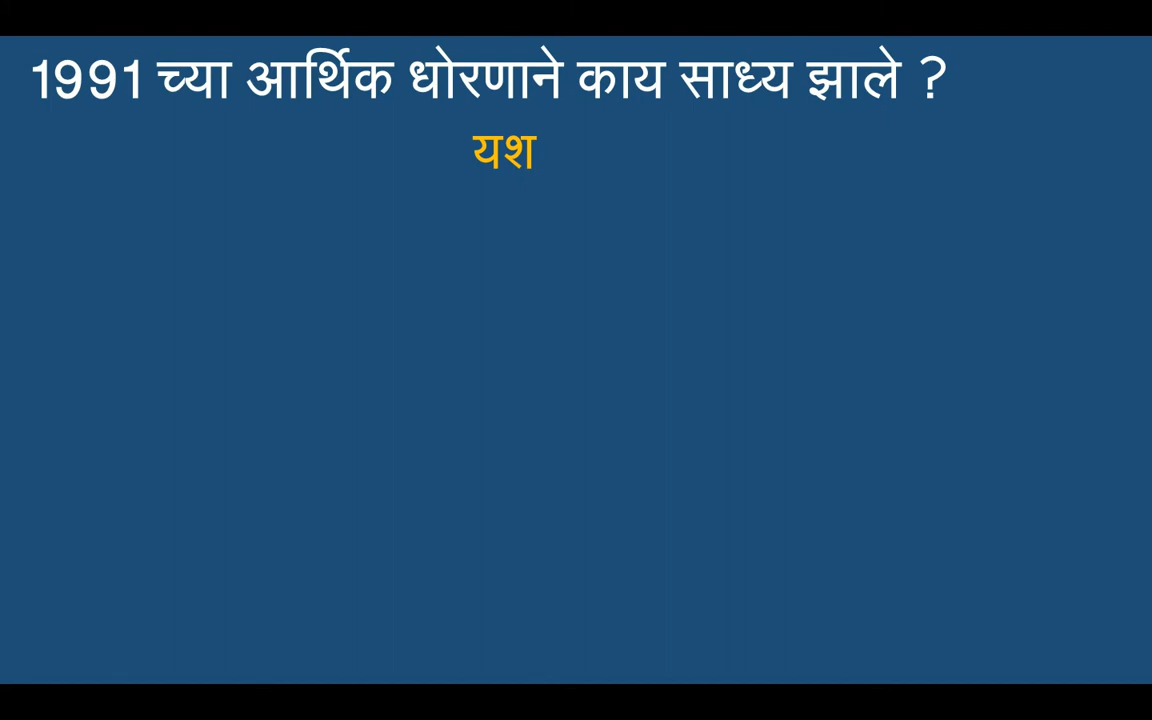 1991 च्या आर्थिक धोरणाने काय साध्य झाले ?
यश